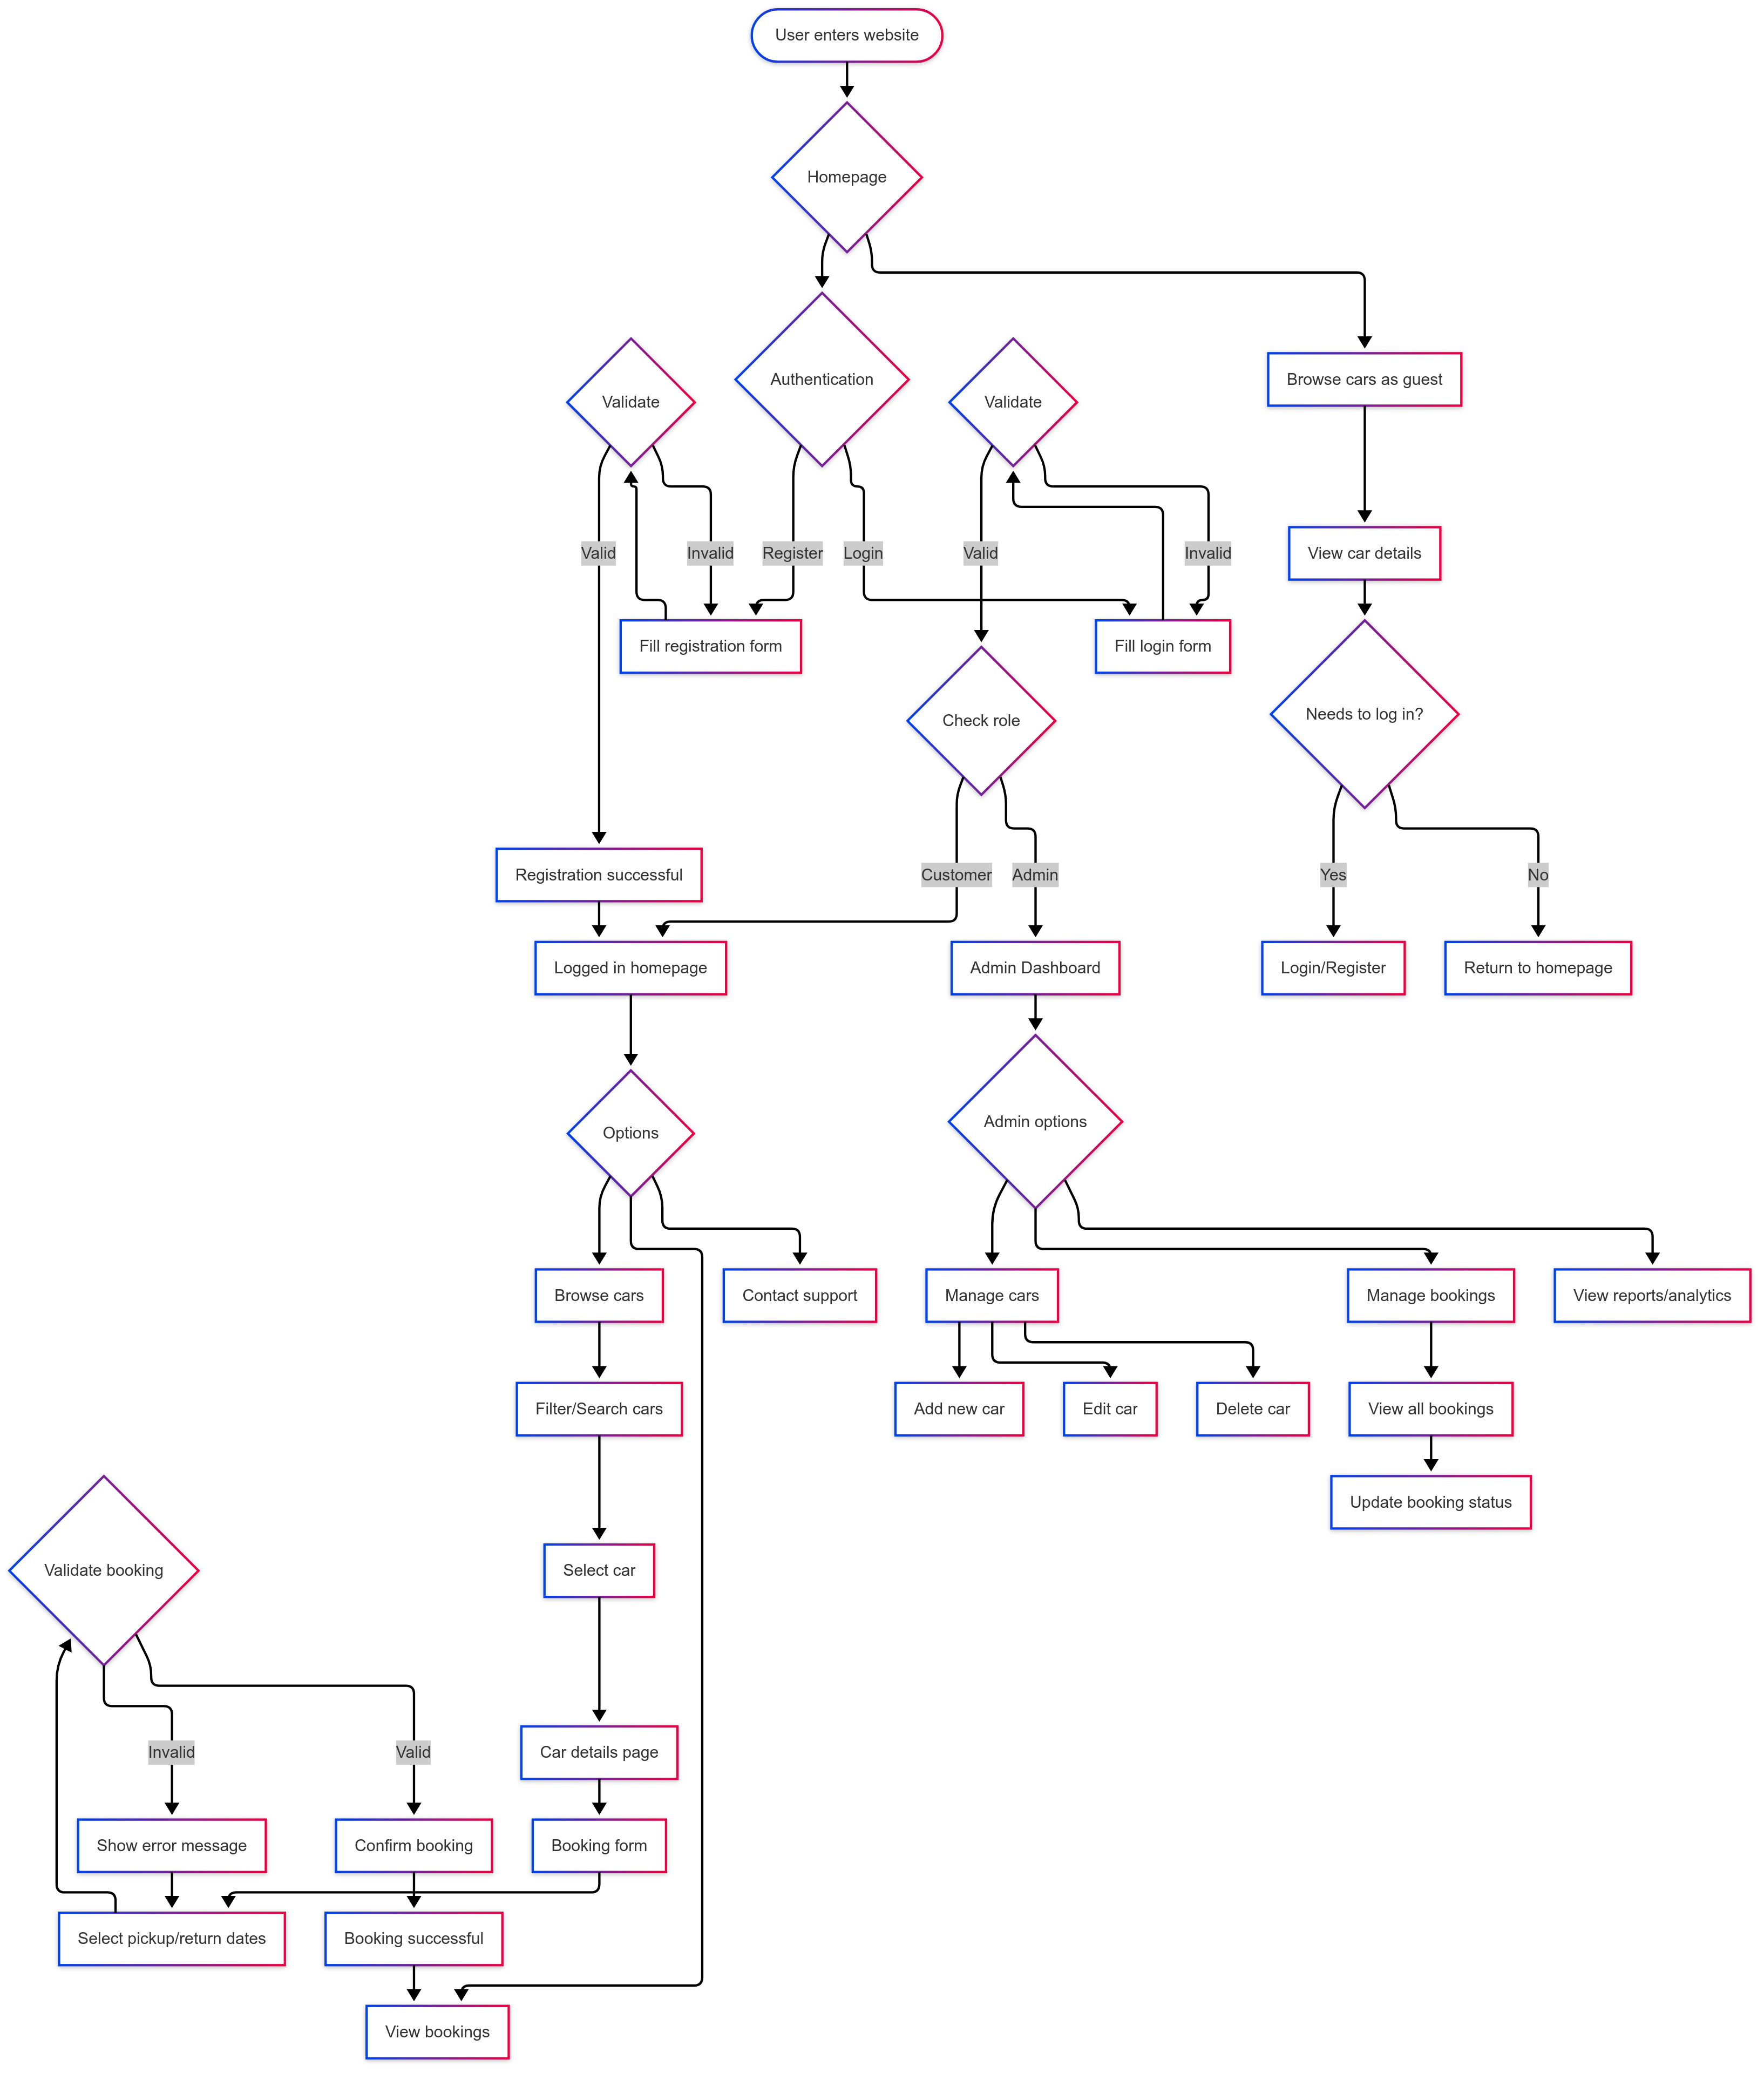 User enters website
Homepage
Authentication
Browse cars as guest
Validate
Validate
Valid
Invalid
Register
Login
Valid
Invalid
View car details
Fill registration form
Fill login form
Check role
Needs to log in?
Registration successful
Customer
Admin
Yes
No
Logged in homepage
Admin Dashboard
Login/Register
Return to homepage
Options
Admin options
Browse cars
Contact support
Manage cars
Manage bookings
View reports/analytics
Filter/Search cars
Add new car
Edit car
Delete car
View all bookings
Update booking status
Validate booking
Select car
Invalid
Valid
Car details page
Show error message
Confirm booking
Booking form
Select pickup/return dates
Booking successful
View bookings